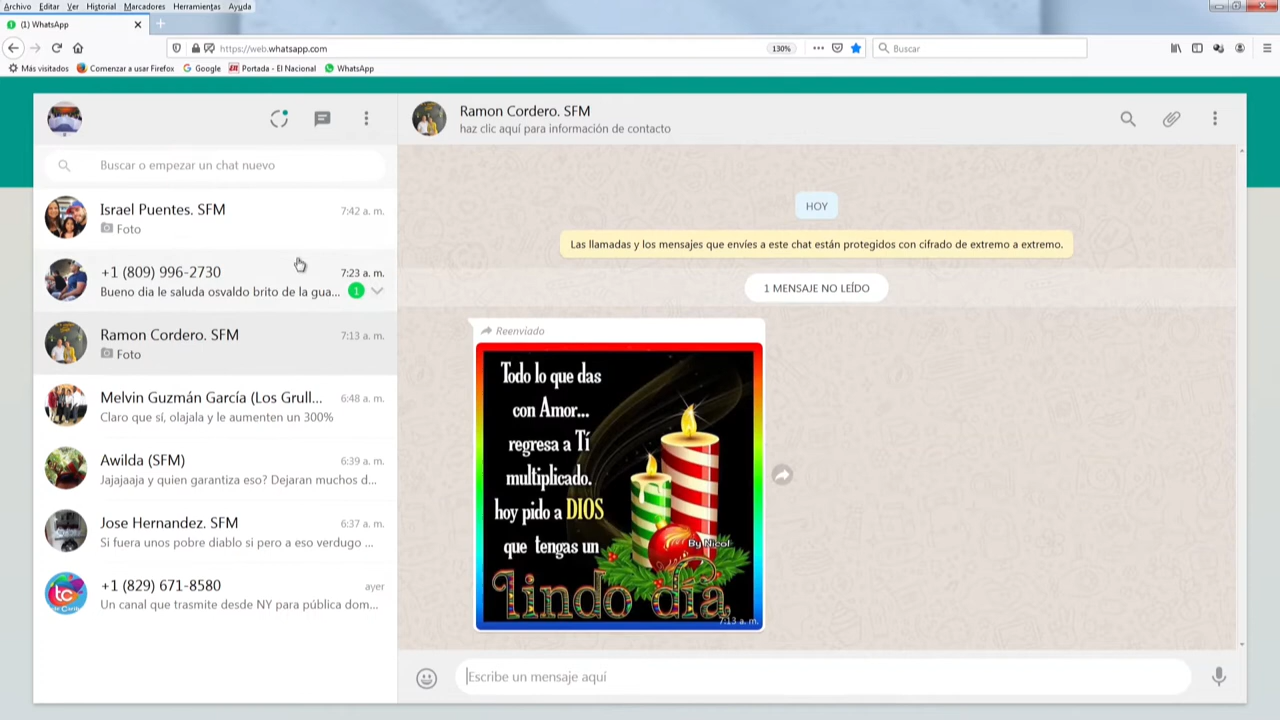 Archivo Editar Ver Historial Marcadores Herramientas Ayuda
(1) WhatsApp
https://web.whatsapp.com
130%
Buscar
Más visitados Comenzar a usar Firefox Google Portada - El Nacional WhatsApp
Buscar o empezar un chat nuevo
Israel Puentes. SFM 7:42 a. m.
Foto
+1 (809) 996-2730 7:23 a. m.
Bueno dia le saluda osvaldo brito de la gua... 1
Ramon Cordero. SFM 7:13 a. m.
Foto
Melvin Guzmán García (Los Grull... 6:48 a. m.
Claro que sí, olajala y le aumenten un 300%
Awilda (SFM) 6:39 a. m.
Jajajaaja y quien garantiza eso? Dejaran muchos d...
Jose Hernandez. SFM 6:37 a. m.
Si fuera unos pobre diablo si pero a eso verdugo ...
+1 (829) 671-8580 ayer
Un canal que trasmite desde NY para pública dom...
Ramon Cordero. SFM
haz clic aquí para información de contacto
HOY
Las llamadas y los mensajes que envíes a este chat están protegidos con cifrado de extremo a extremo.
1 MENSAJE NO LEÍDO
Reenviado
Todo lo que das
con Amor...
regresa a Tí
multiplicado.
hoy pido a DIOS
que tengas un
By Nicol
lindo día
7:13 a. m.
Escribe un mensaje aquí